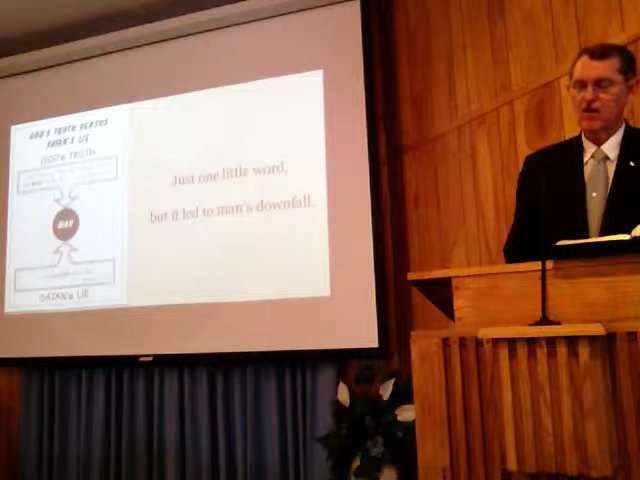 GOD'S TRUTH VERSUS
SATAN'S LIE
GOD'S TRUTH
MAN
SATAN'S LIE
Just one little word,
but it led to man's downfall.